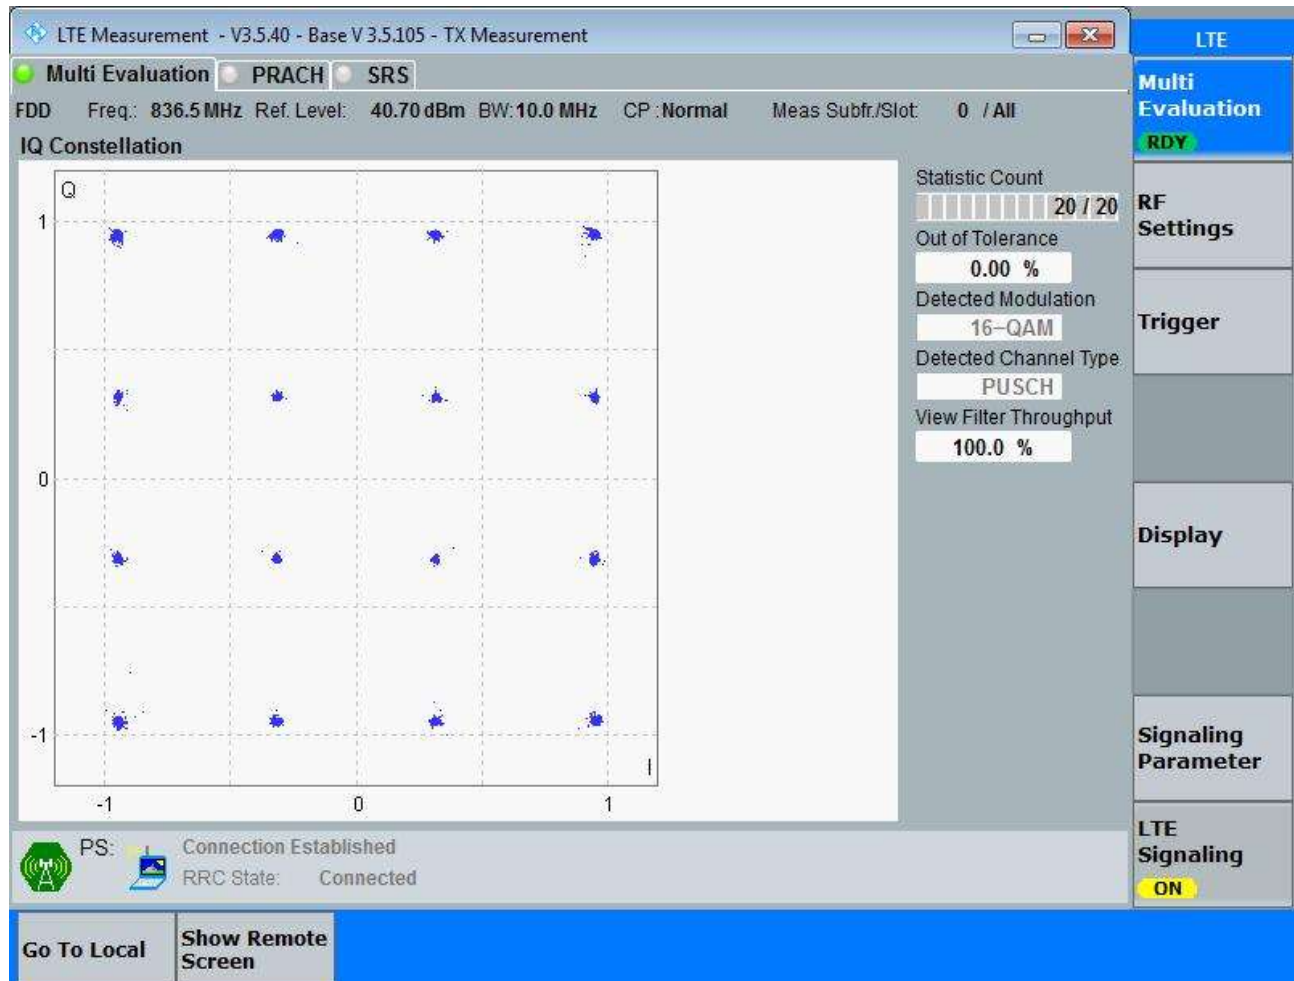 LTE Measurement - V3.5.40 - Base V 3.5.105 - TX Measurement
LTE
Multi Evaluation PRACH SRS
FDD Freq.: 836.5 MHz Ref. Level: 40.70 dBm BW: 10.0 MHz CP : Normal Meas Subfr./Slot: 0 / All
IQ Constellation
Q
1
0
-1
I
-1 0 1
Statistic Count
20 / 20
Out of Tolerance
0.00 %
Detected Modulation
16-QAM
Detected Channel Type
PUSCH
View Filter Throughput
100.0 %
Multi
Evaluation
RDY
RF
Settings
Trigger
Display
Signaling
Parameter
LTE
Signaling
ON
PS: Connection Established
RRC State: Connected
Go To Local
Show Remote
Screen